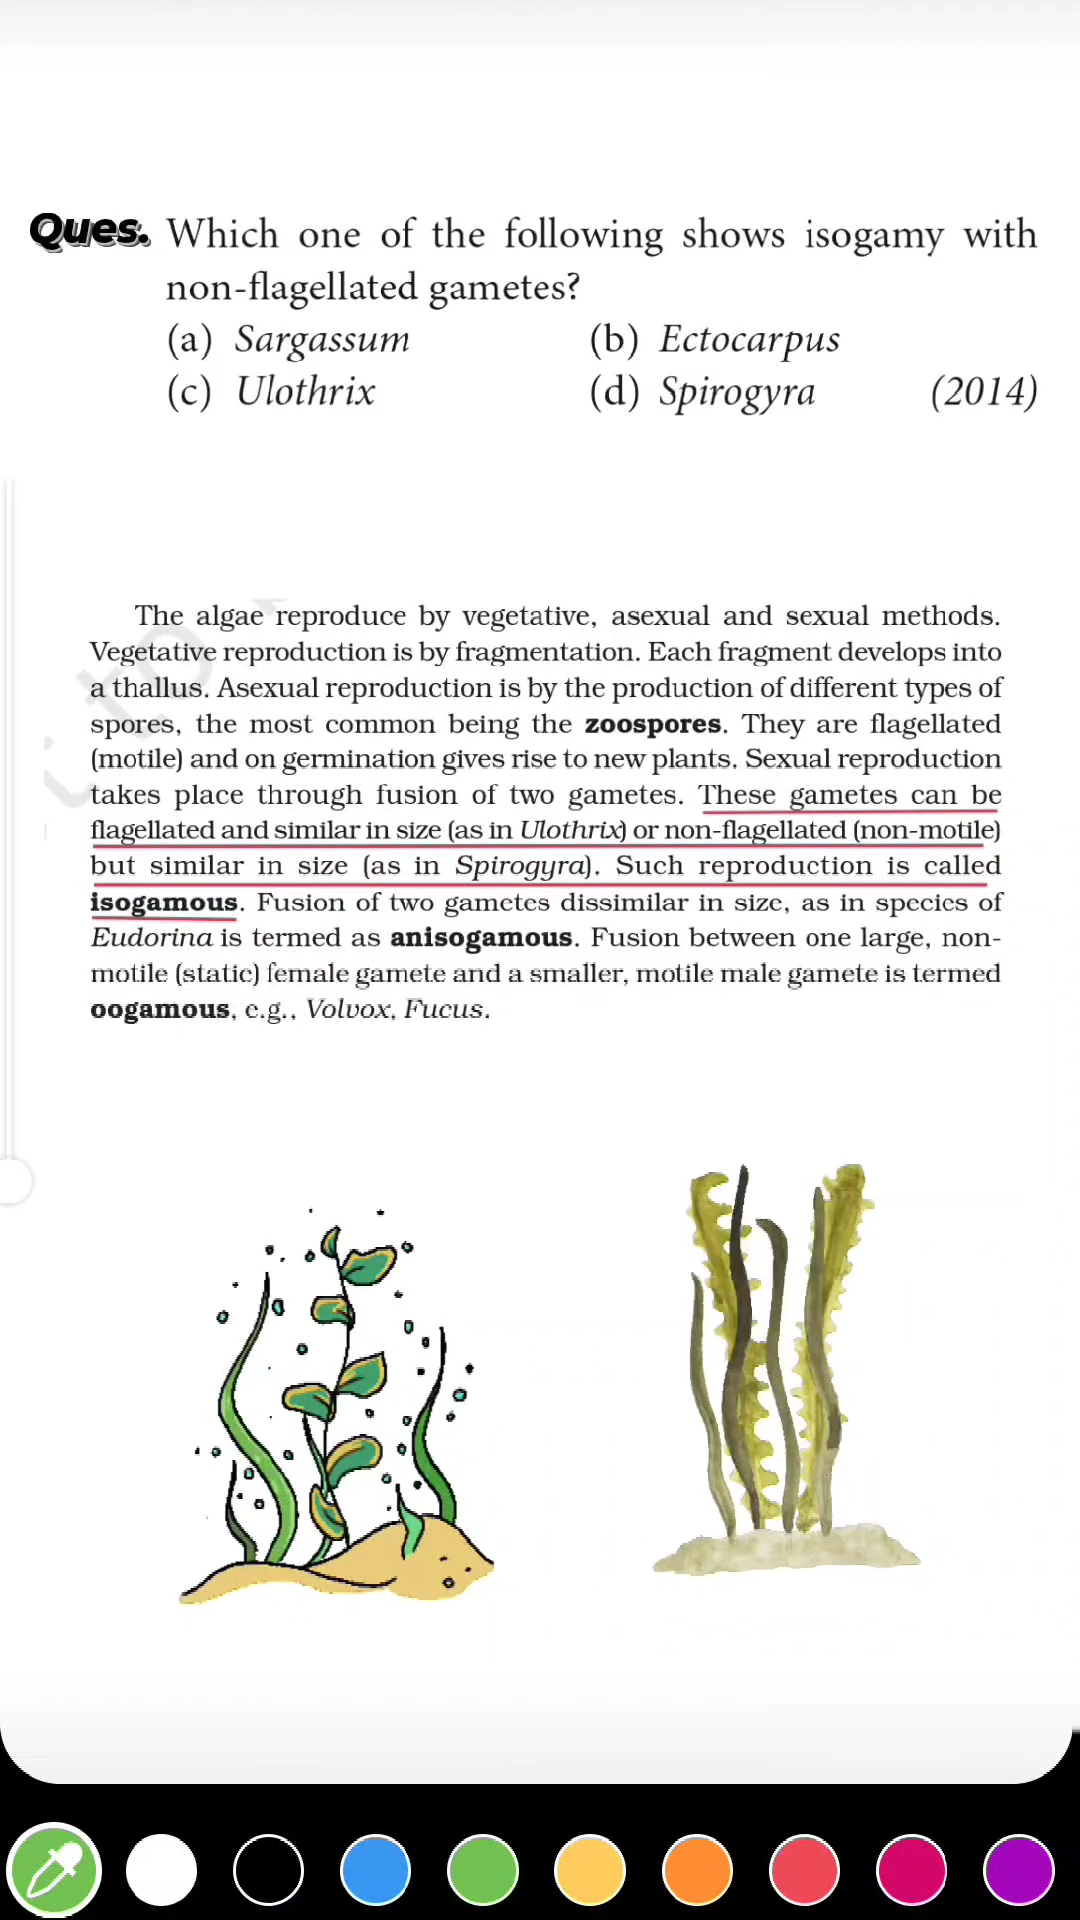 Ques. Which one of the following shows isogamy with
non-flagellated gametes?
(a) Sargassum (b) Ectocarpus
(c) Ulothrix (d) Spirogyra (2014)
to
The algae reproduce by vegetative, asexual and sexual methods.
Vegetative reproduction is by fragmentation. Each fragment develops into
a thallus. Asexual reproduction is by the production of different types of
spores, the most common being the zoospores. They are flagellated
(motile) and on germination gives rise to new plants. Sexual reproduction
takes place through fusion of two gametes. These gametes can be
flagellated and similar in size (as in Ulothrix) or non-flagellated (non-motile)
but similar in size (as in Spirogyra). Such reproduction is called
isogamous. Fusion of two gametes dissimilar in size, as in species of
Eudorina is termed as anisogamous. Fusion between one large, non-
motile (static) female gamete and a smaller, motile male gamete is termed
oogamous, e.g., Volvox, Fucus.